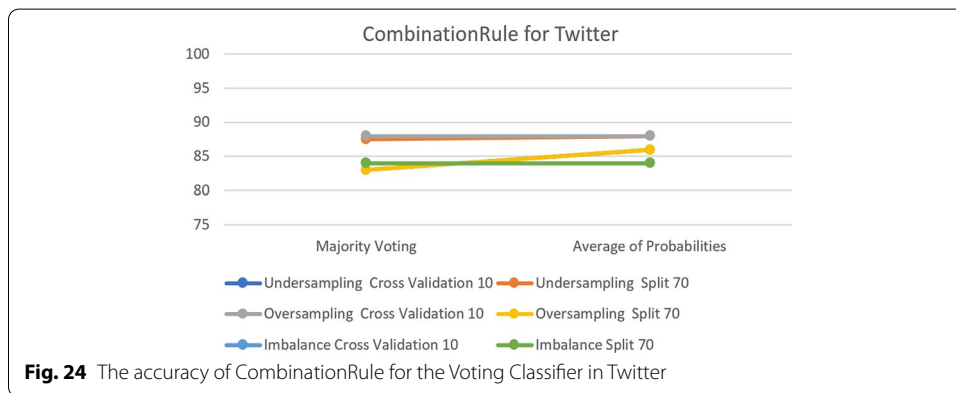 CombinationRule for Twitter
100
95
90
85
80
75
Majority Voting Average of Probabilities
Undersampling Cross Validation 10 Undersampling Split 70
Oversampling Cross Validation 10 Oversampling Split 70
Imbalance Cross Validation 10 Imbalance Split 70
Fig. 24 The accuracy of CombinationRule for the Voting Classifier in Twitter